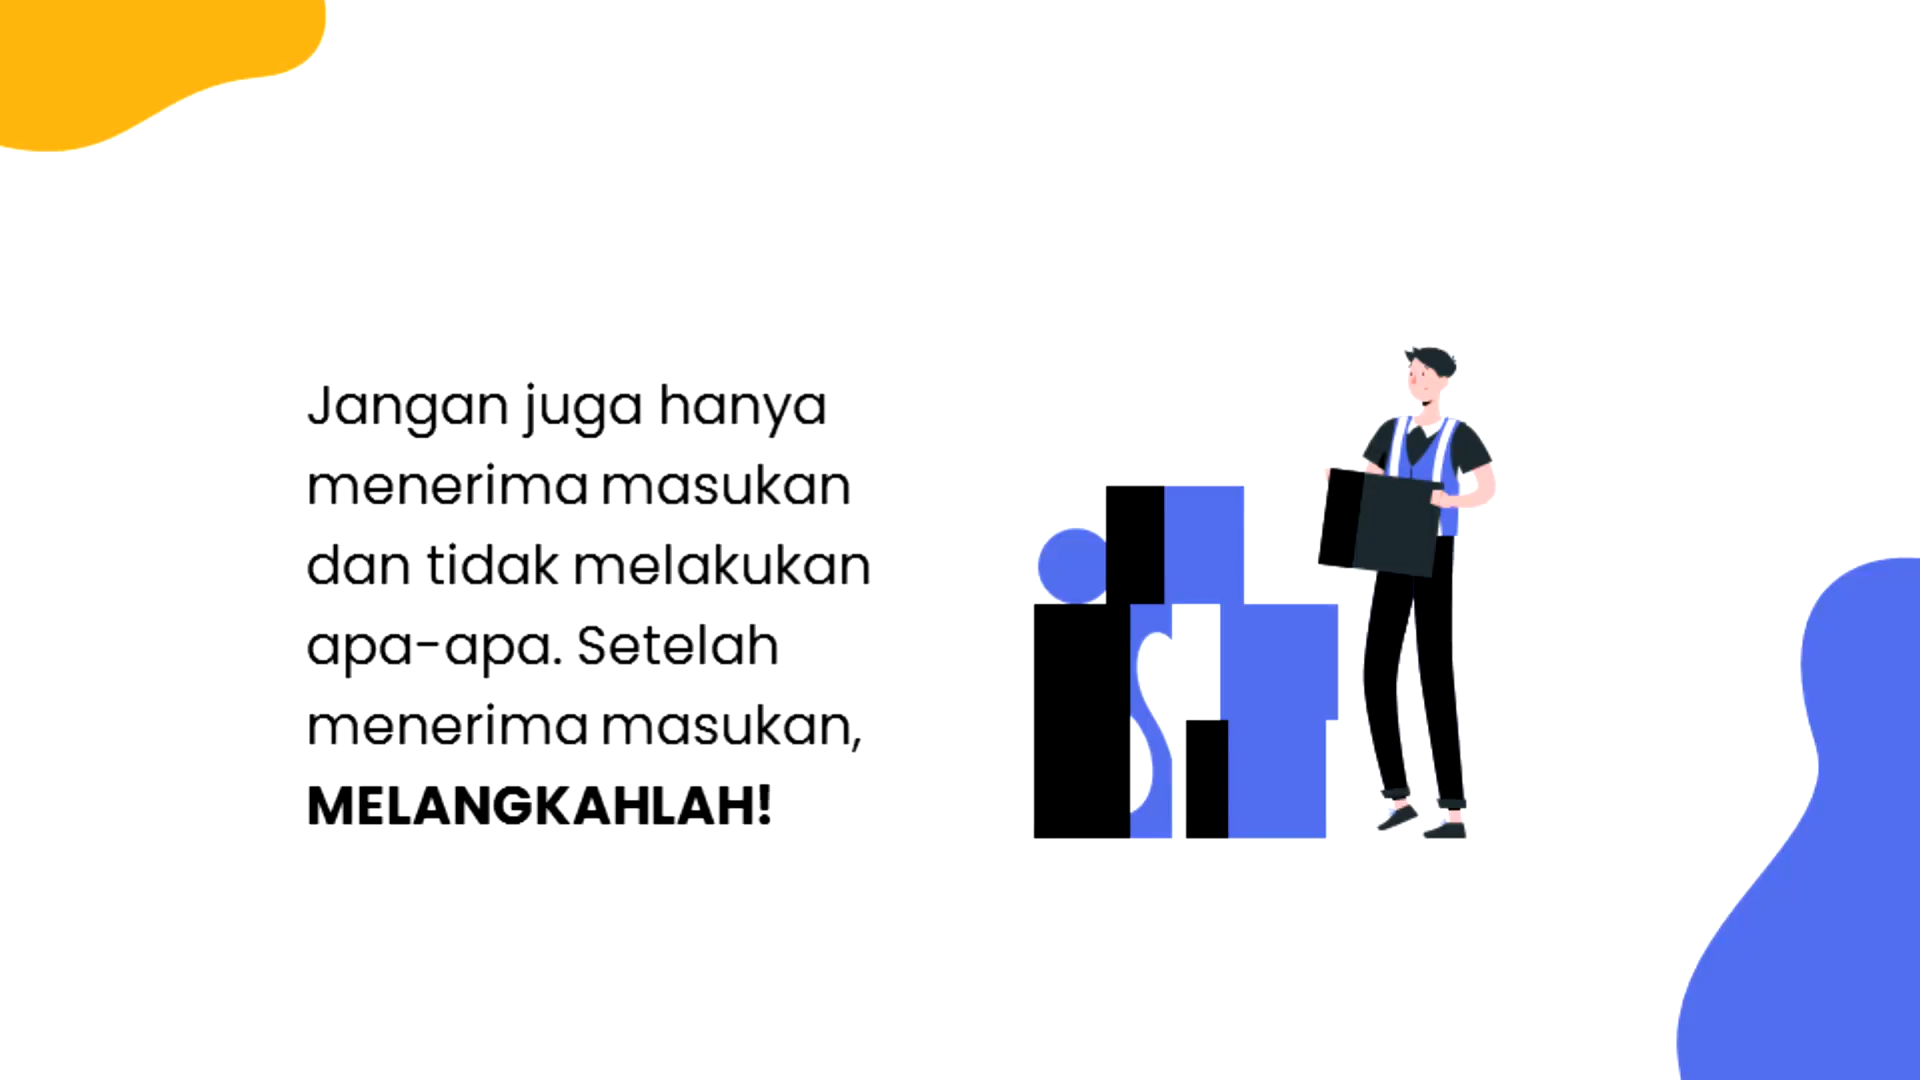 Jangan juga hanya
menerima masukan
dan tidak melakukan
apa-apa. Setelah
menerima masukan,
MELANGKAHLAH!